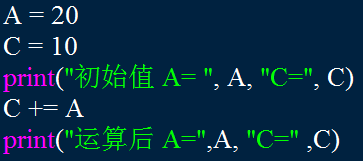 A = 20
C = 10
print("初始值 A= ", A, "C=", C)
C += A
print("运算后 A=",A, "C=" ,C)